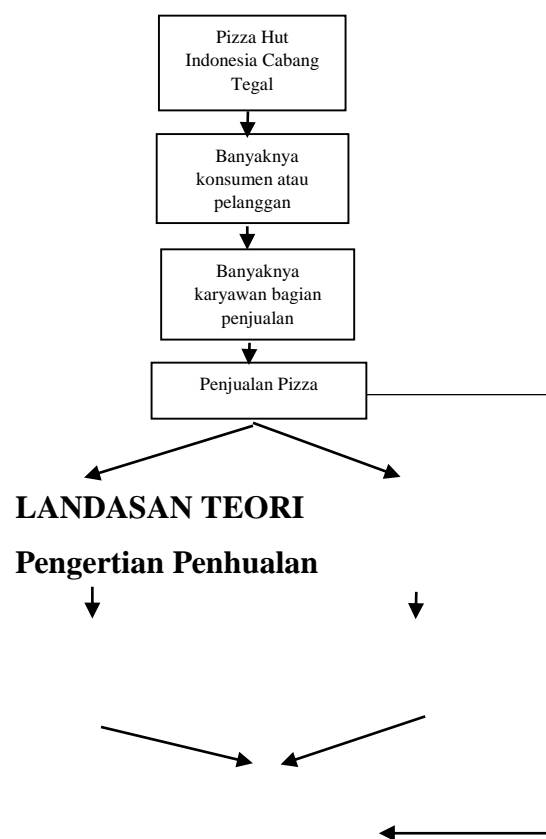 Pizza Hut
Indonesia Cabang
Tegal
Banyaknya
konsumen atau
pelanggan
Banyaknya
karyawan bagian
penjualan
Penjualan Pizza
LANDASAN TEORI
Pengertian Penhualan